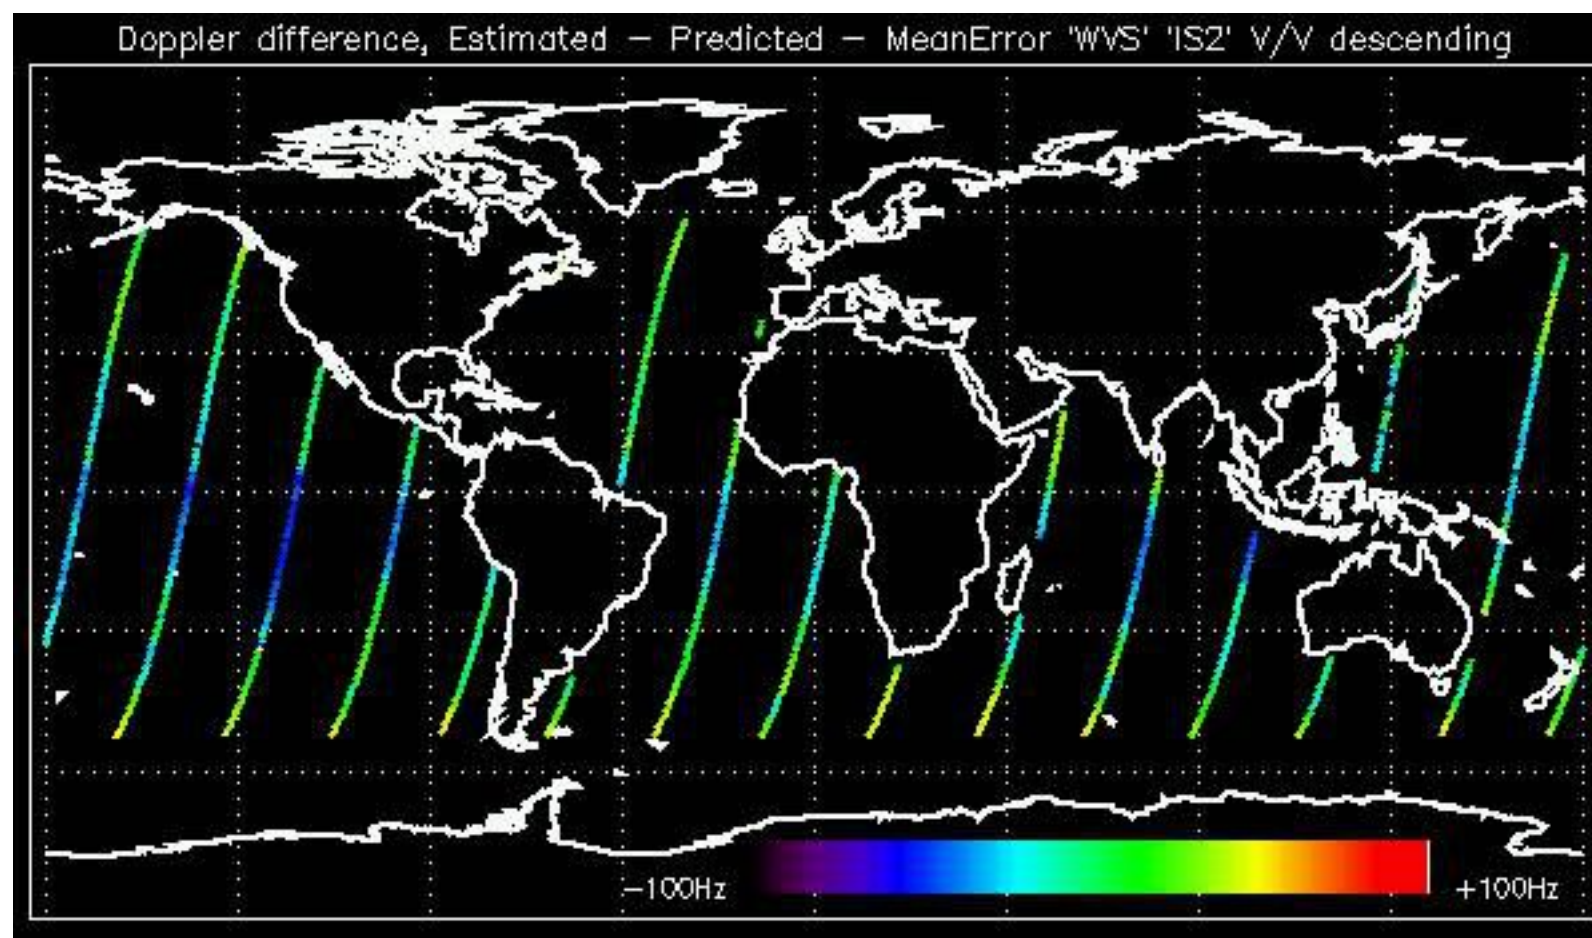 Doppler difference, Estimated – Predicted – MeanError 'WVS' 'IS2' V/V descending
−100Hz +100Hz